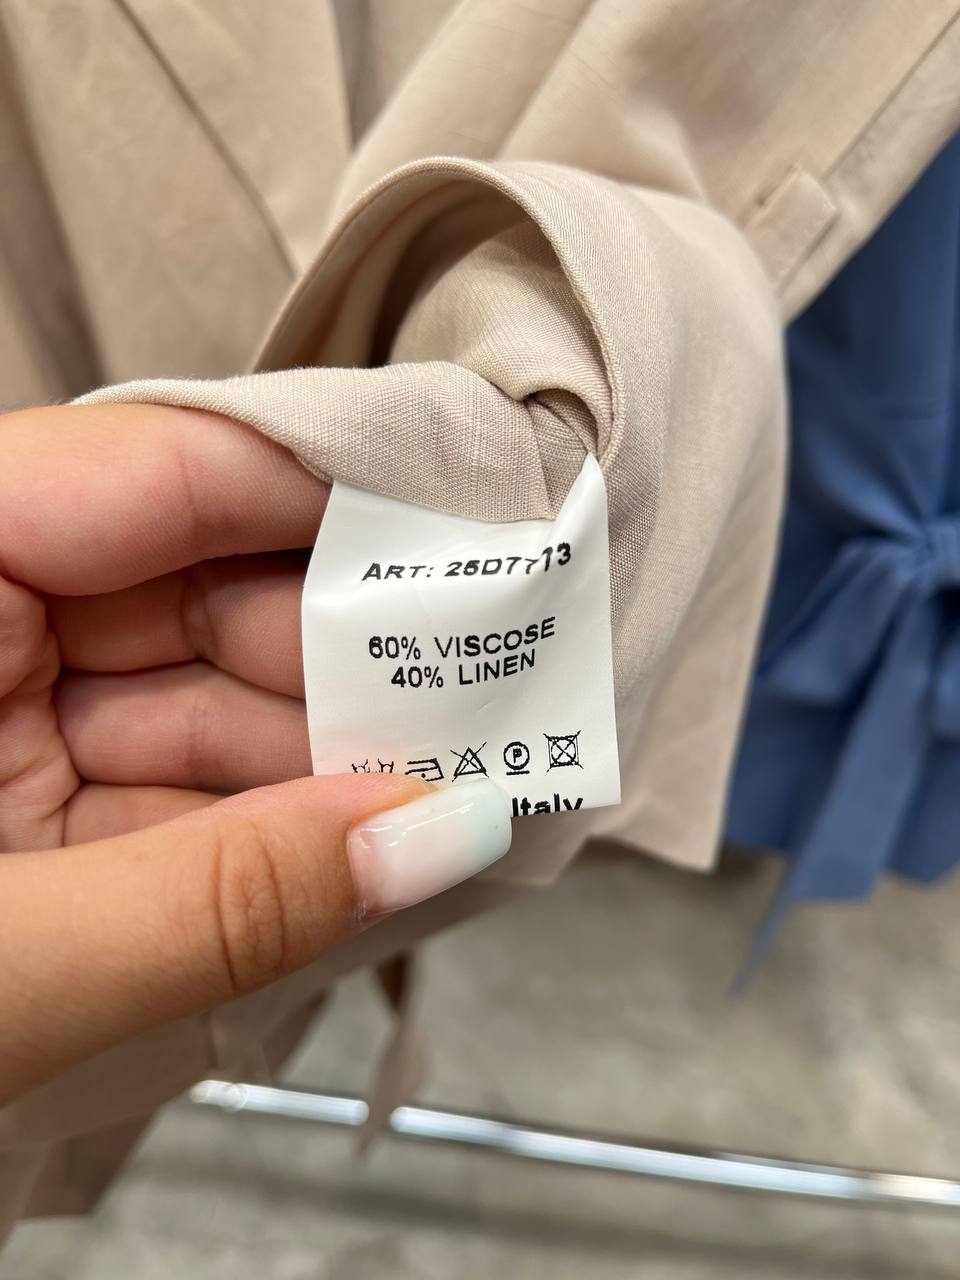 ART: 25D7713
60% VISCOSE
40% LINEN
P
Italy